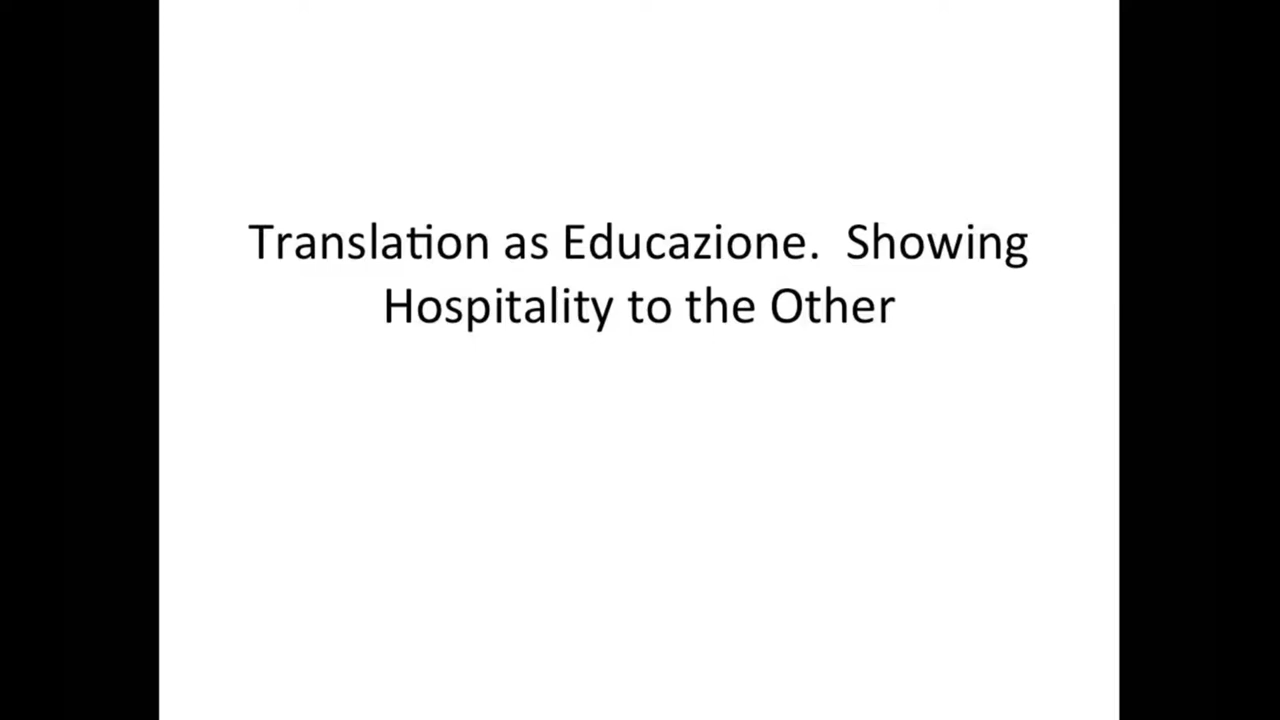 Translation as Educazione.  Showing
Hospitality to the Other